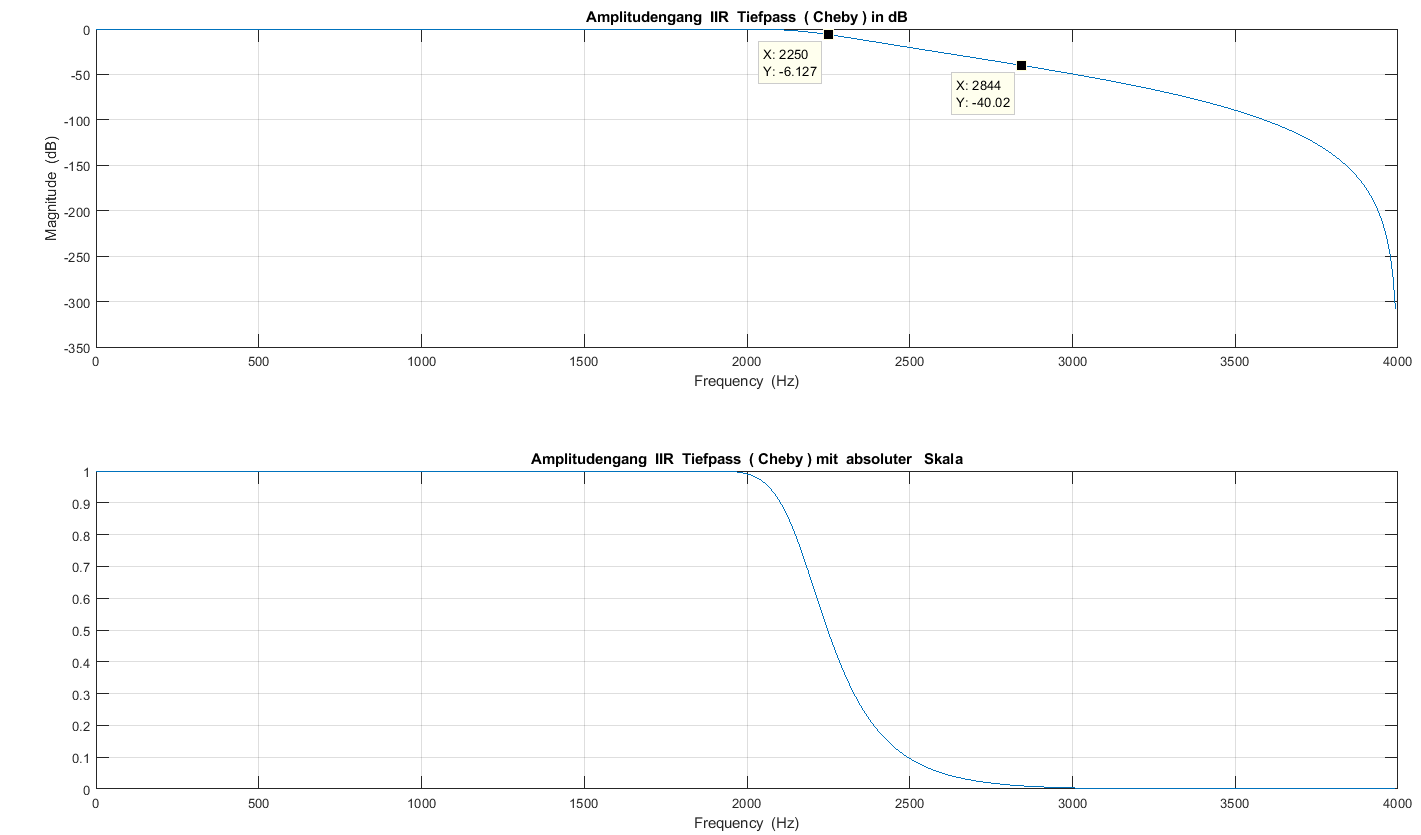 Amplitudengang IIR Tiefpass ( Cheby ) in dB
0
-50
-100
-150
-200
-250
-300
-350
Magnitude (dB)
X: 2250
Y: -6.127
X: 2844
Y: -40.02
0 500 1000 1500 2000 2500 3000 3500 4000
Frequency (Hz)
Amplitudengang IIR Tiefpass ( Cheby ) mit absoluter Skala
1
0.9
0.8
0.7
0.6
0.5
0.4
0.3
0.2
0.1
0
0 500 1000 1500 2000 2500 3000 3500 4000
Frequency (Hz)